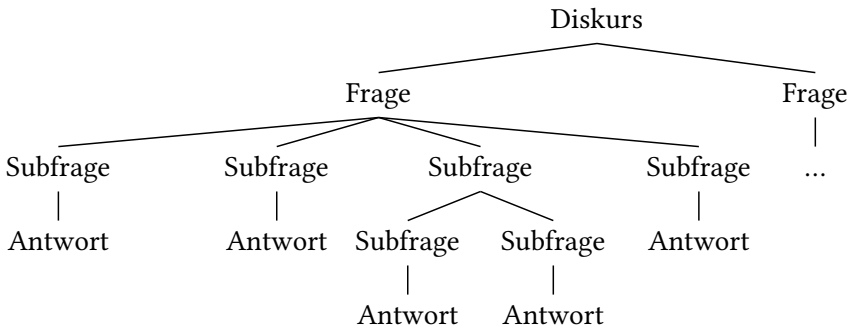 Diskurs
Frage Frage
Subfrage Subfrage Subfrage Subfrage ...
Antwort Antwort Subfrage Subfrage Antwort
Antwort Antwort